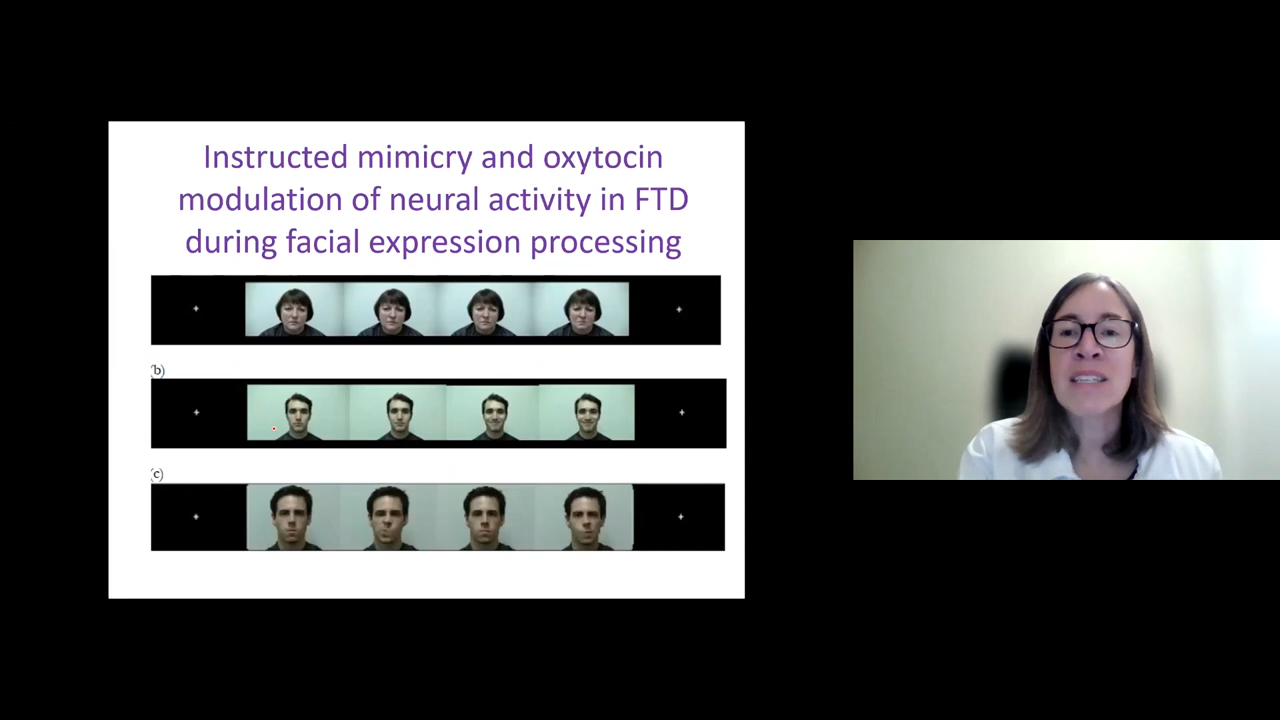 Instructed mimicry and oxytocin
modulation of neural activity in FTD
during facial expression processing
(b)
(c)